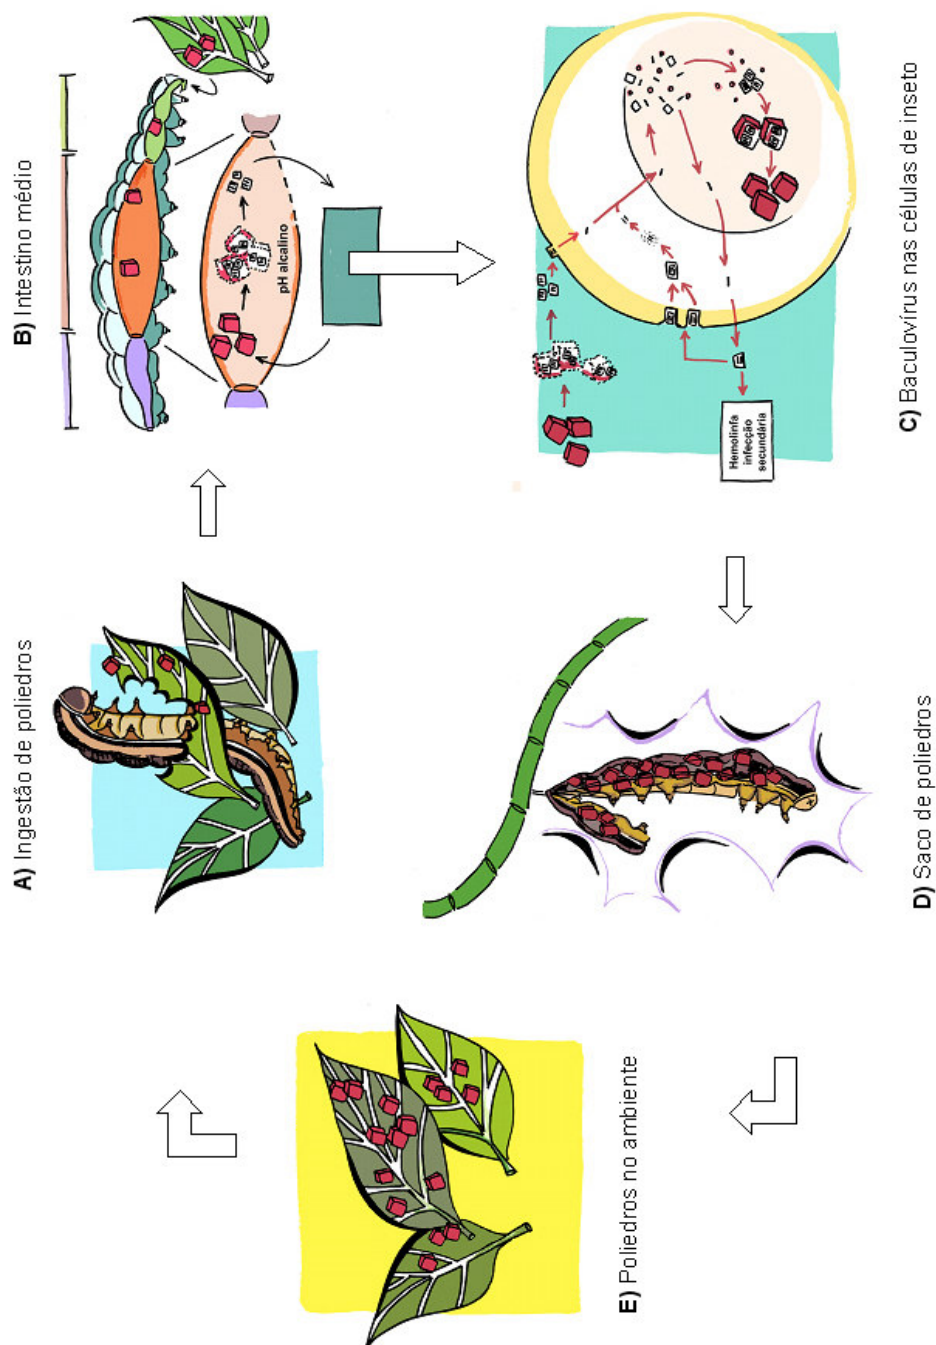 A) Ingestão de poliedros
B) Intestino médio
pH alcalino
C) Baculovírus nas células de inseto
Hemolinfa
infecção
secundária
D) Saco de poliedros
E) Poliedros no ambiente